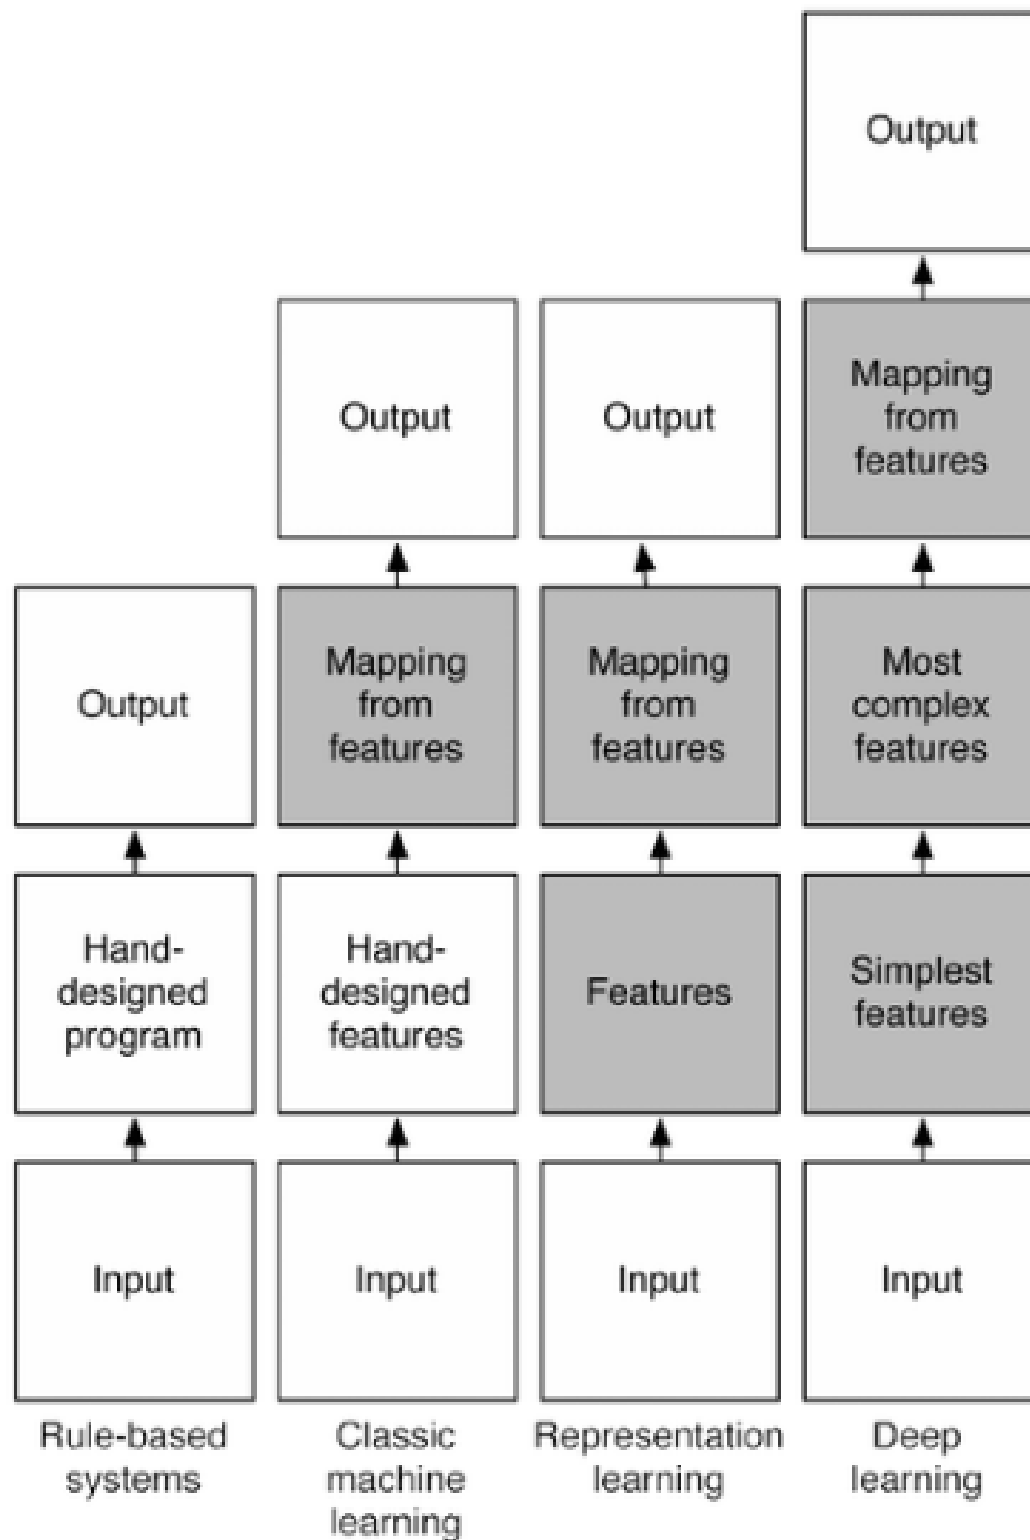 Output
Output
Output
Mapping
from
features
Output
Mapping
from
features
Mapping
from
features
Most
complex
features
Hand-
designed
program
Hand-
designed
features
Features
Simplest
features
Input
Input
Input
Input
Rule-based
systems
Classic
machine
learning
Representation
learning
Deep
learning